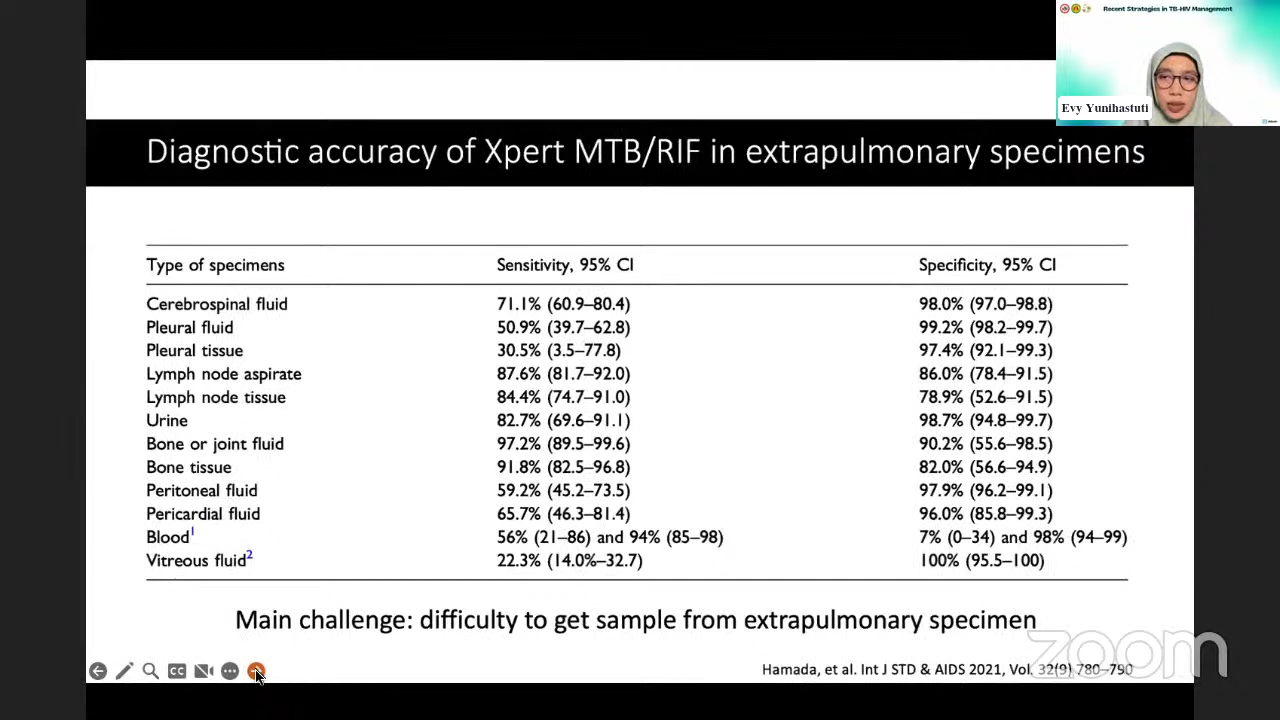 Recent Strategies in TB-HIV Management
Evy Yunihastuti
Diagnostic accuracy of Xpert MTB/RIF in extrapulmonary specimens
Type of specimens Sensitivity, 95% CI Specificity, 95% CI
Cerebrospinal fluid 71.1% (60.9–80.4) 98.0% (97.0–98.8)
Pleural fluid 50.9% (39.7–62.8) 99.2% (98.2–99.7)
Pleural tissue 30.5% (3.5–77.8) 97.4% (92.1–99.3)
Lymph node aspirate 87.6% (81.7–92.0) 86.0% (78.4–91.5)
Lymph node tissue 84.4% (74.7–91.0) 78.9% (52.6–91.5)
Urine 82.7% (69.6–91.1) 98.7% (94.8–99.7)
Bone or joint fluid 97.2% (89.5–99.6) 90.2% (55.6–98.5)
Bone tissue 91.8% (82.5–96.8) 82.0% (56.6–94.9)
Peritoneal fluid 59.2% (45.2–73.5) 97.9% (96.2–99.1)
Pericardial fluid 65.7% (46.3–81.4) 96.0% (85.8–99.3)
Blood1 56% (21–86) and 94% (85–98) 7% (0–34) and 98% (94–99)
Vitreous fluid2 22.3% (14.0%–32.7) 100% (95.5–100)
Main challenge: difficulty to get sample from extrapulmonary specimen
CC
Hamada, et al. Int J STD & AIDS 2021, Vol. 32(9) 780–790
zoom